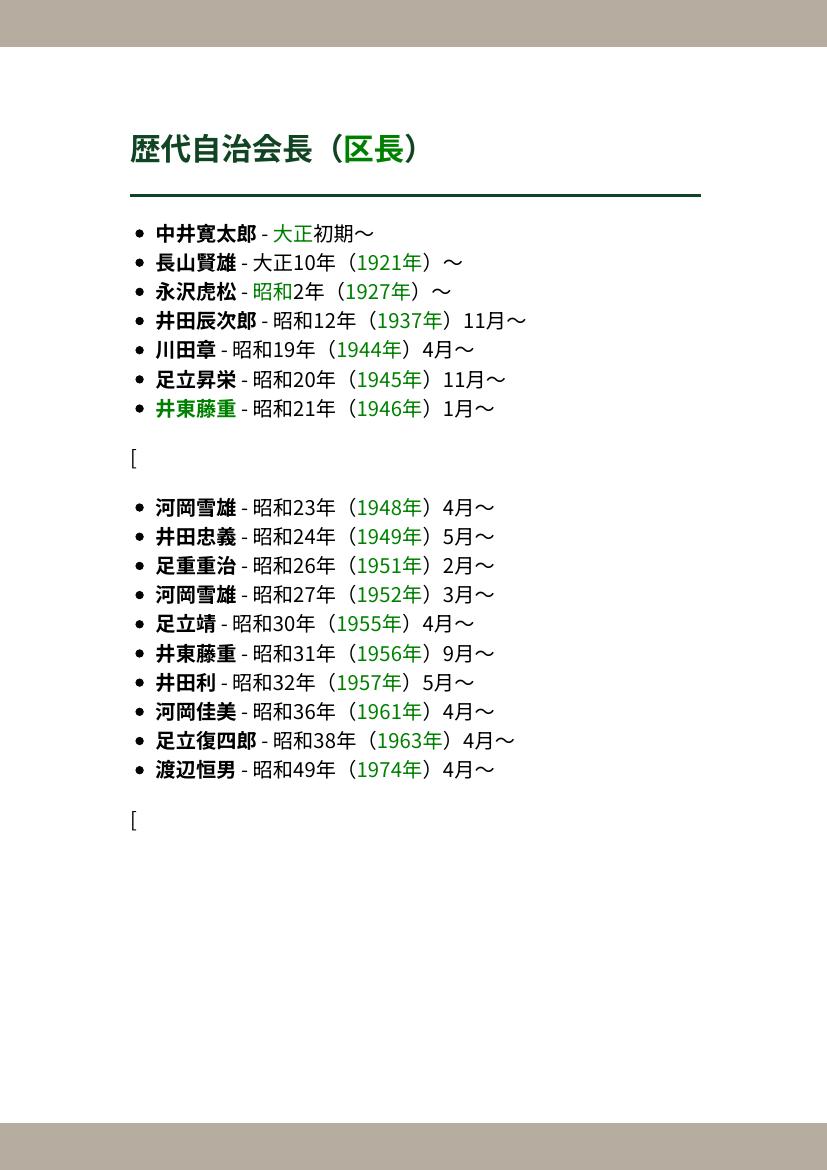 歴代自治会長（区長）
• 中井寛太郎 - 大正初期～
• 長山賢雄 - 大正10年（1921年）～
• 永沢虎松 - 昭和2年（1927年）～
• 井田辰次郎 - 昭和12年（1937年）11月～
• 川田章 - 昭和19年（1944年）4月～
• 足立昇栄 - 昭和20年（1945年）11月～
• 井東藤重 - 昭和21年（1946年）1月～
[
• 河岡雪雄 - 昭和23年（1948年）4月～
• 井田忠義 - 昭和24年（1949年）5月～
• 足重重治 - 昭和26年（1951年）2月～
• 河岡雪雄 - 昭和27年（1952年）3月～
• 足立靖 - 昭和30年（1955年）4月～
• 井東藤重 - 昭和31年（1956年）9月～
• 井田利 - 昭和32年（1957年）5月～
• 河岡佳美 - 昭和36年（1961年）4月～
• 足立復四郎 - 昭和38年（1963年）4月～
• 渡辺恒男 - 昭和49年（1974年）4月～
[